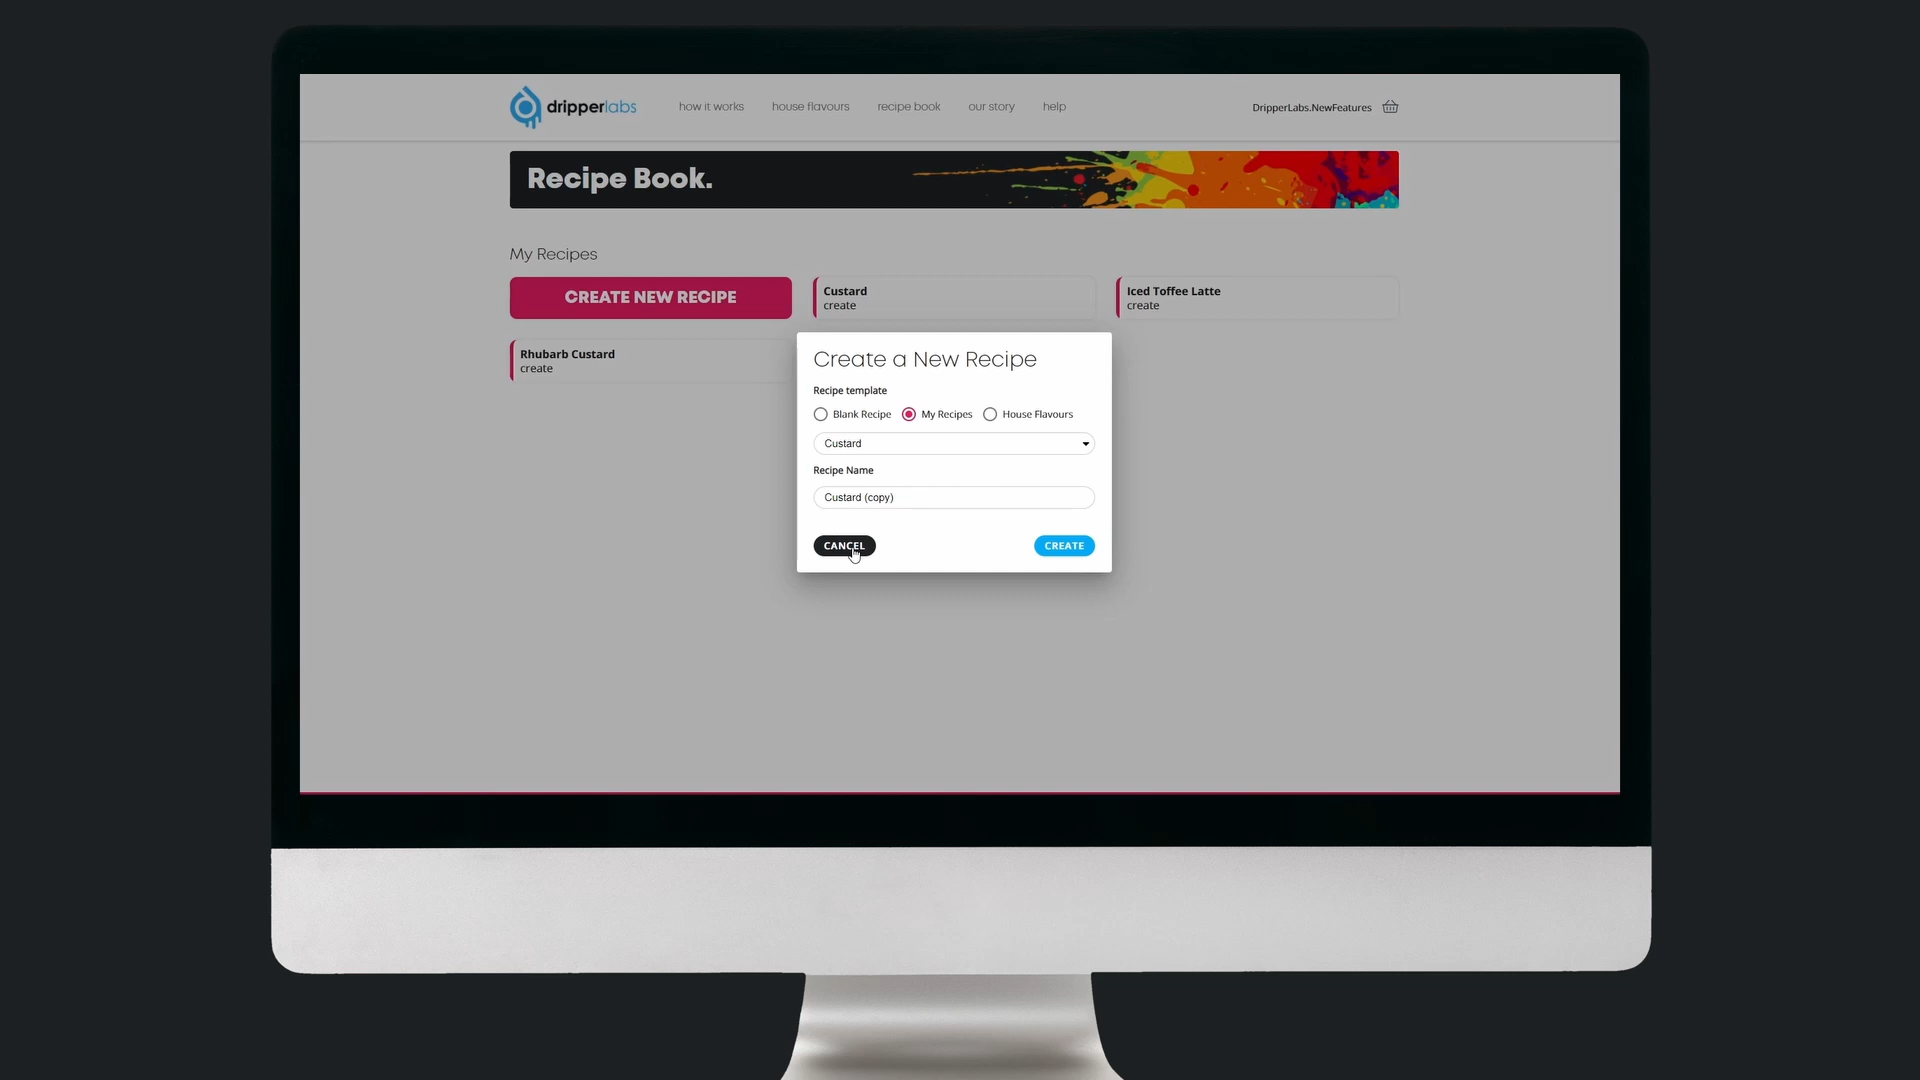 dripperlabs
how it works
house flavours
recipe book
our story
help
DripperLabs.NewFeatures
Recipe Book.
My Recipes
CREATE NEW RECIPE
Custard
create
Iced Toffee Latte
create
Rhubarb Custard
create
Create a New Recipe
Recipe template
Blank Recipe
My Recipes
House Flavours
Custard
Recipe Name
Custard (copy)
CANCEL
CREATE